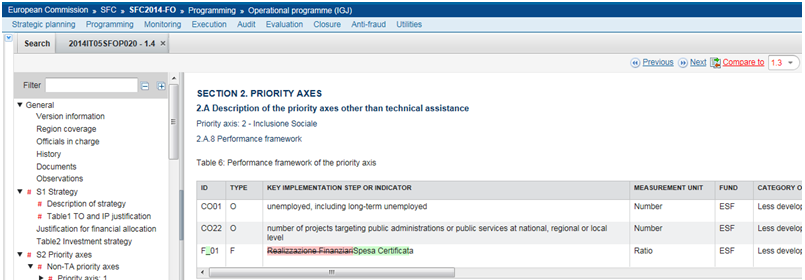 European Commission » SFC » SFC2014-FO » Programming » Operational programme (IGJ)
Strategic planning Programming Monitoring Execution Audit Evaluation Closure Anti-fraud Utilities
Search 2014IT05SFOP020 - 1.4 ×
Previous Next Compare to 1.3
Filter
General
Version information
Region coverage
Officials in charge
History
Documents
Observations
# S1 Strategy
# Description of strategy
# Table1 TO and IP justification
Justification for financial allocation
Table2 Investment strategy
# S2 Priority axes
# Non-TA priority axes
# Priority axis: 1
SECTION 2. PRIORITY AXES
2.A Description of the priority axes other than technical assistance
Priority axis: 2 - Inclusione Sociale
2.A.8 Performance framework
Table 6: Performance framework of the priority axis
ID TYPE KEY IMPLEMENTATION STEP OR INDICATOR MEASUREMENT UNIT FUND CATEGORY O
CO01 O unemployed, including long-term unemployed Number ESF Less develop
CO22 O number of projects targeting public administrations or public services at national, regional or local
level Number ESF Less develop
F_01 F Realizzazione FinanziariSpesa Certificata Ratio ESF Less develop